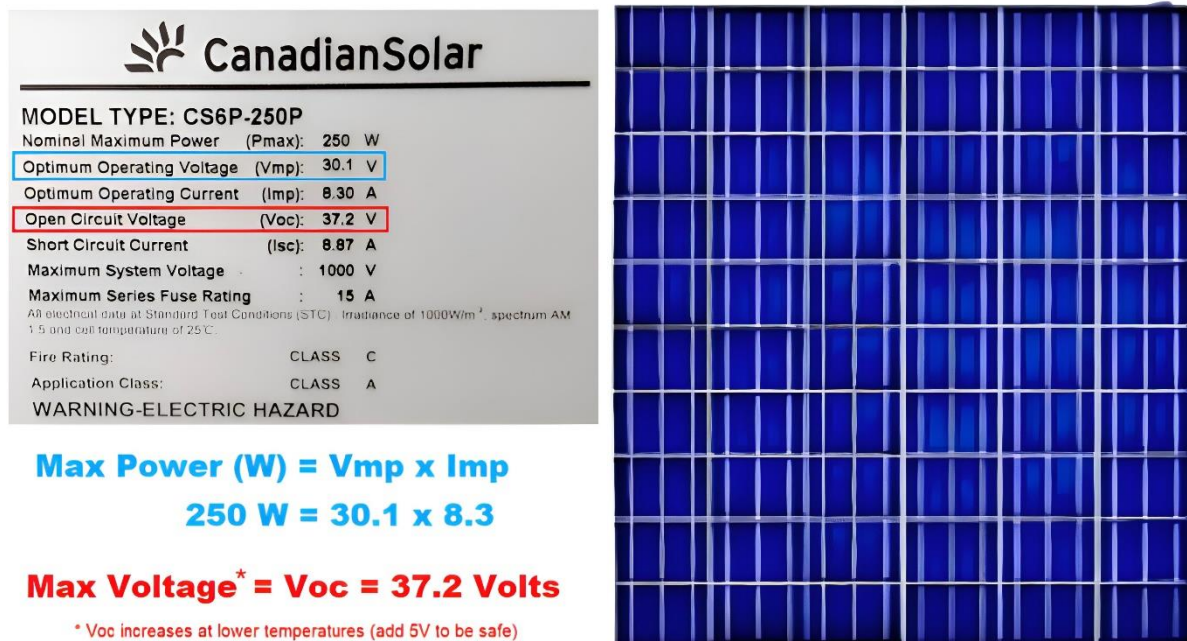 CanadianSolar
MODEL TYPE: CS6P-250P
Nominal Maximum Power (Pmax): 250 W
Optimum Operating Voltage (Vmp): 30.1 V
Optimum Operating Current (Imp): 8.30 A
Open Circuit Voltage (Voc): 37.2 V
Short Circuit Current (Isc): 8.87 A
Maximum System Voltage : 1000 V
Maximum Series Fuse Rating : 15 A
All electrical data at Standard Test Conditions (STC) . Irradiance of 1000W/m², spectrum AM
1.5 and cell temperature of 25℃.
Fire Rating: CLASS C
Application Class: CLASS A
WARNING-ELECTRIC HAZARD
Max Power (W) = Vmp x Imp
250 W = 30.1 x 8.3
Max Voltage* = Voc = 37.2 Volts
* Voc increases at lower temperatures (add 5V to be safe)